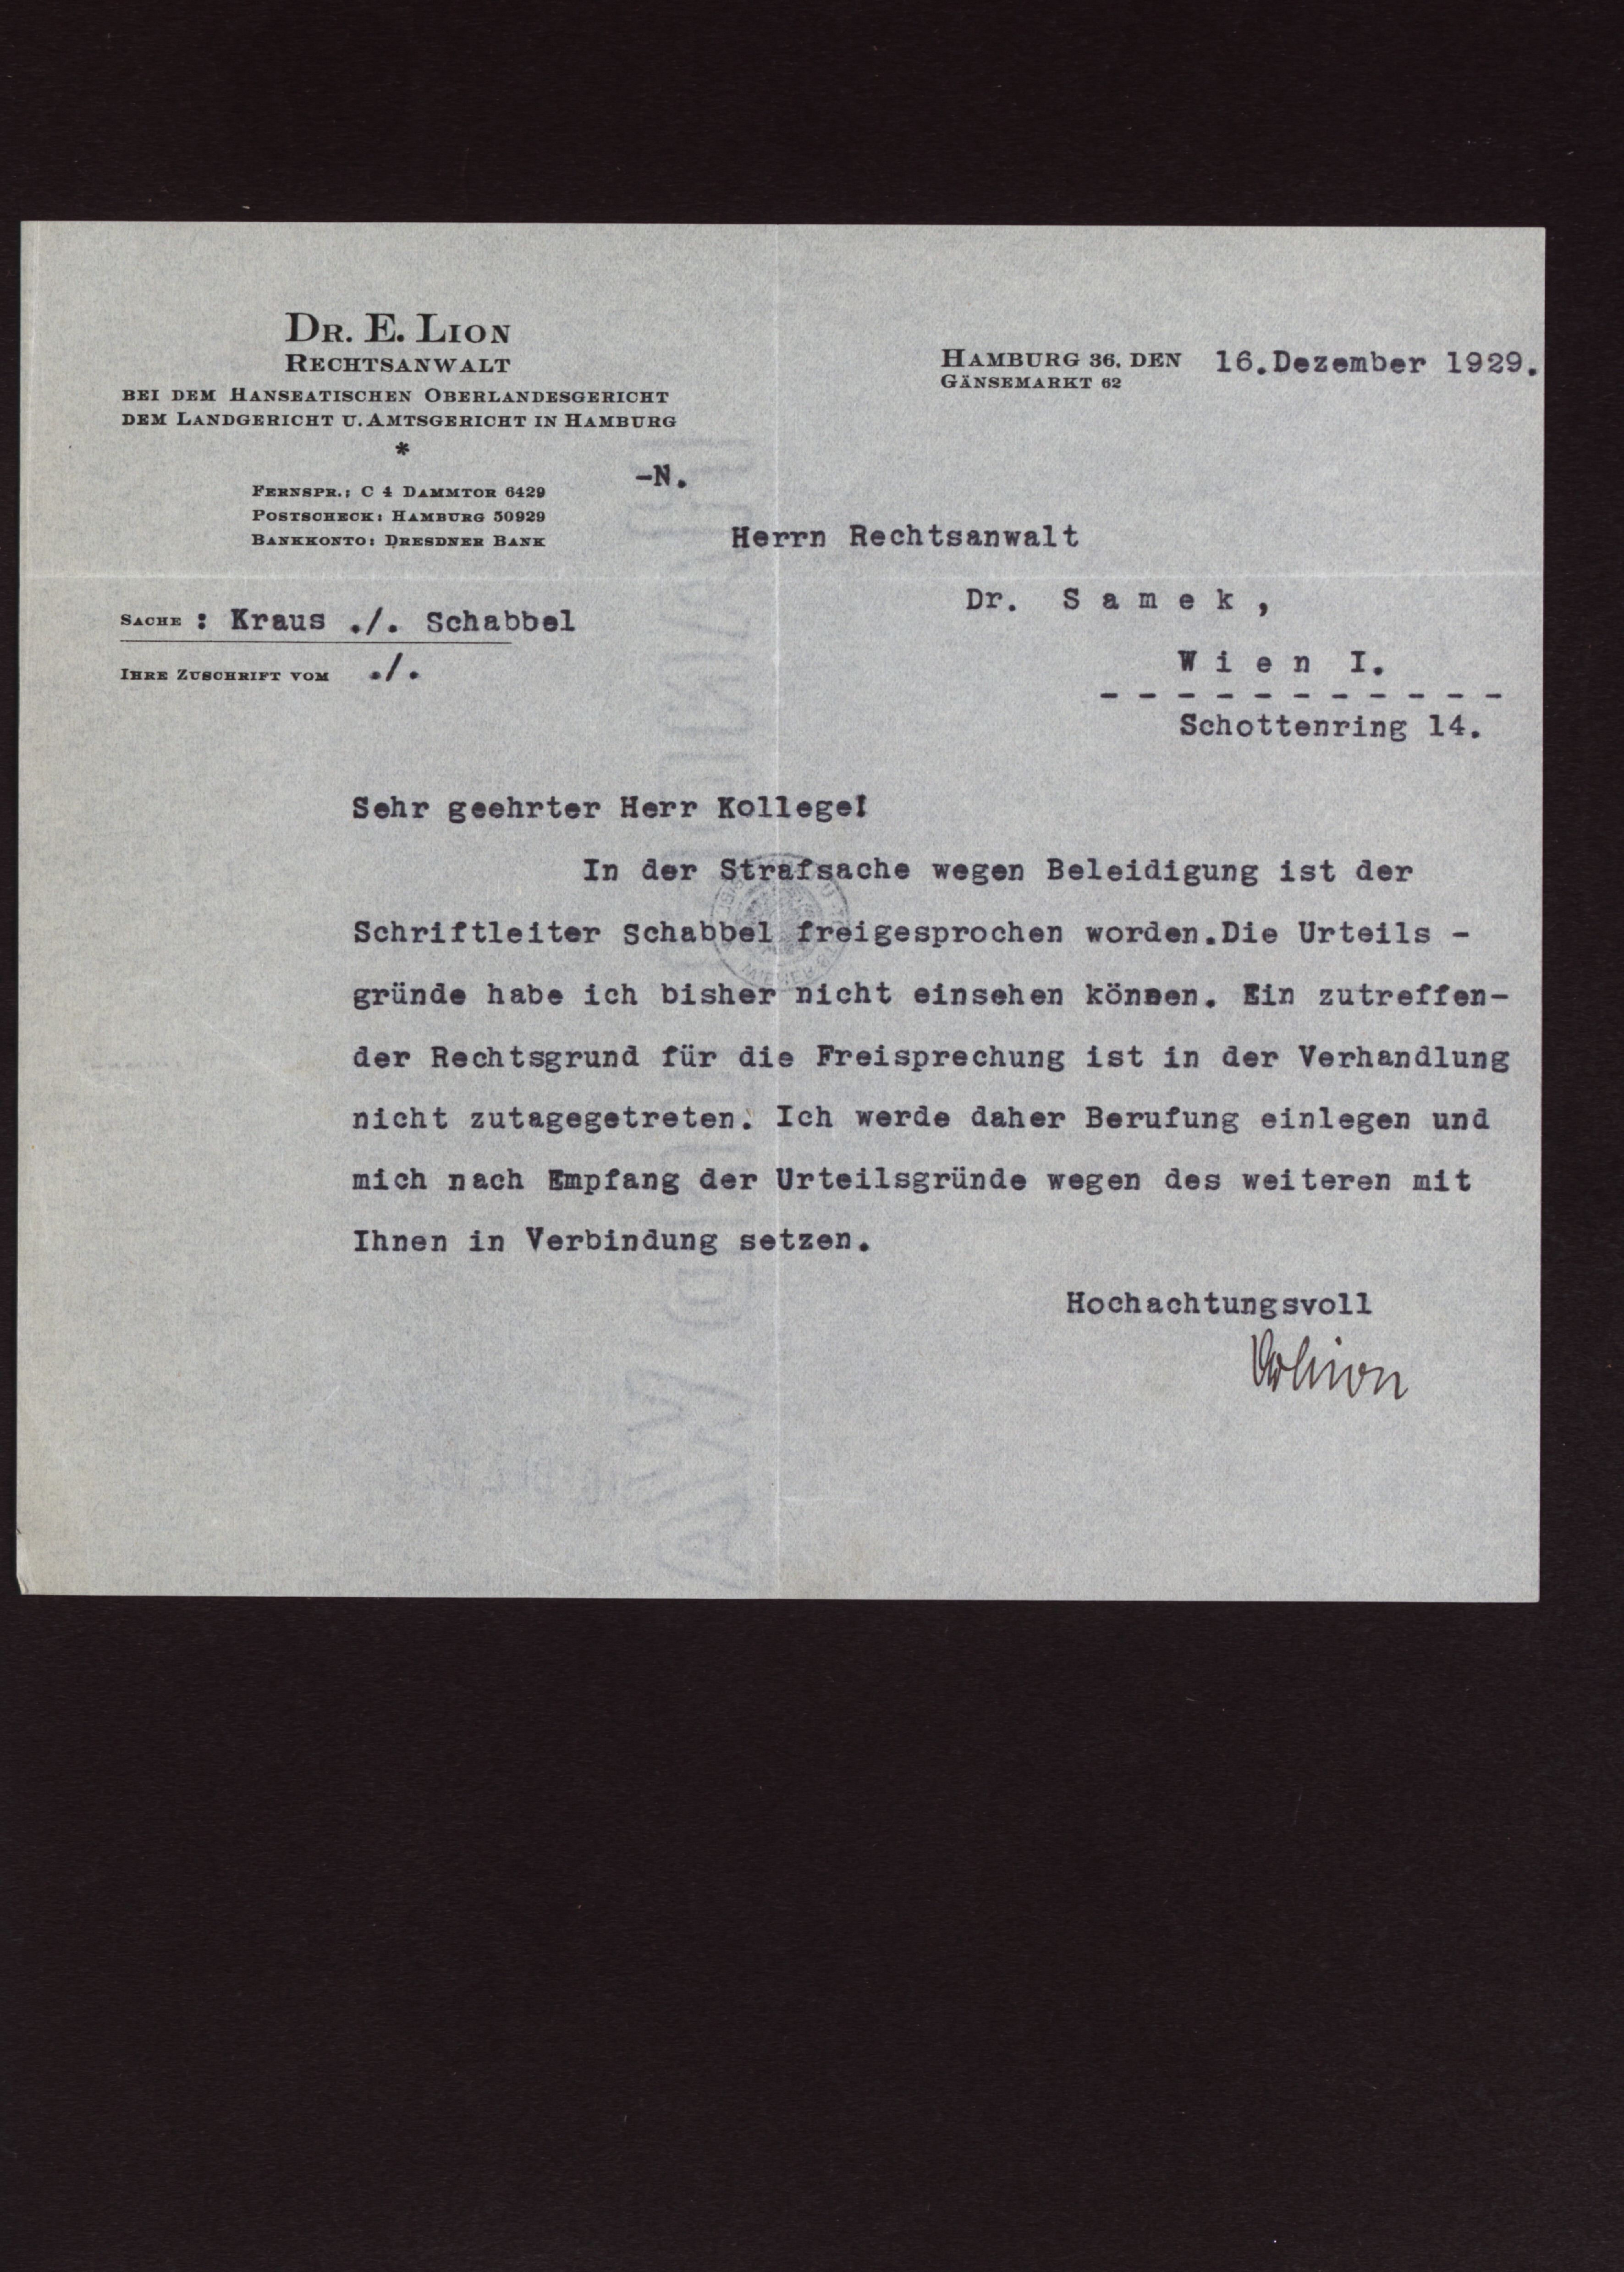 Dr. E. Lion
Rechtsanwalt
bei dem Hanseatischen Oberlandesgericht
dem Landgericht u. Amtsgericht in Hamburg
*
Fernspr.: C 4 Dammtor 6429
Postscheck: Hamburg 50929
Bankkonto: Dresdner Bank
Hamburg 36, den 16.Dezember 1929.
Gänsemarkt 62
-N.
Herrn Rechtsanwalt
Dr. S a m e k ,
W i e n I.
- - - - - - - - - - -
Schottenring 14.
Sache : Kraus ./. Schabbel
Ihre Zuschrift vom ./.
Sehr geehrter Herr Kollege!
In der Strafsache wegen Beleidigung ist der
Schriftleiter Schabbel freigesprochen worden.Die Urteils -
gründe habe ich bisher nicht einsehen können. Ein zutreffen-
der Rechtsgrund für die Freisprechung ist in der Verhandlung
nicht zutagegetreten. Ich werde daher Berufung einlegen und
mich nach Empfang der Urteilsgründe wegen des weiteren mit
Ihnen in Verbindung setzen.
Hochachtungsvoll
DrLion